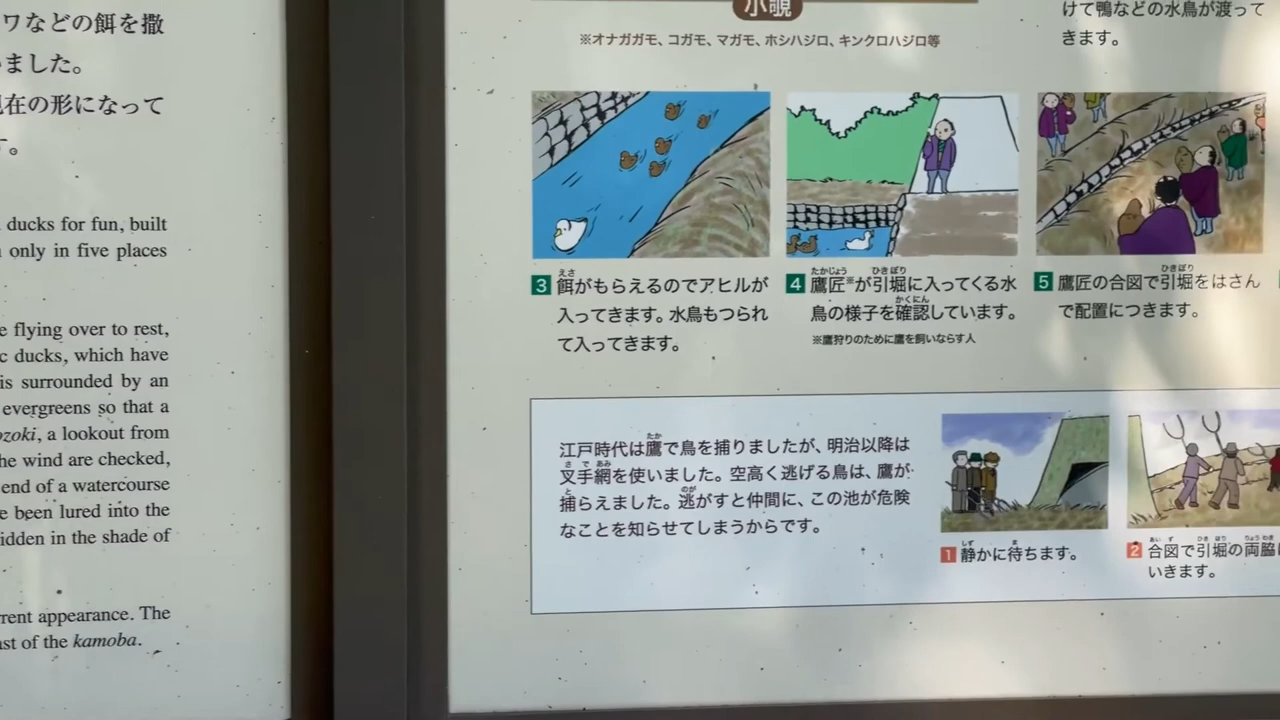 ワなどの餌を撒
ました。
現在の形になって
す。
ducks for fun, built
only in five places
e flying over to rest,
c ducks, which have
is surrounded by an
evergreens so that a
ozoki, a lookout from
he wind are checked,
end of a watercourse
e been lured into the
idden in the shade of
rrent appearance. The
ast of the kamoba.
小覗
※オナガガモ、コガモ、マガモ、ホシハジロ、キンクロハジロ等
けて鴨などの水鳥が渡って
きます。
3 餌がもらえるのでアヒルが
入ってきます。水鳥もつられ
て入ってきます。
4 鷹匠※が引堀に入ってくる水
鳥の様子を確認しています。
※鷹狩りのために鷹を飼いならす人
5 鷹匠の合図で引堀をはさん
で配置につきます。
江戸時代は鷹で鳥を捕りましたが、明治以降は
叉手網を使いました。空高く逃げる鳥は、鷹が
捕らえました。逃がすと仲間に、この池が危険
なことを知らせてしまうからです。
1 静かに待ちます。
2 合図で引堀の両脇に
いきます。